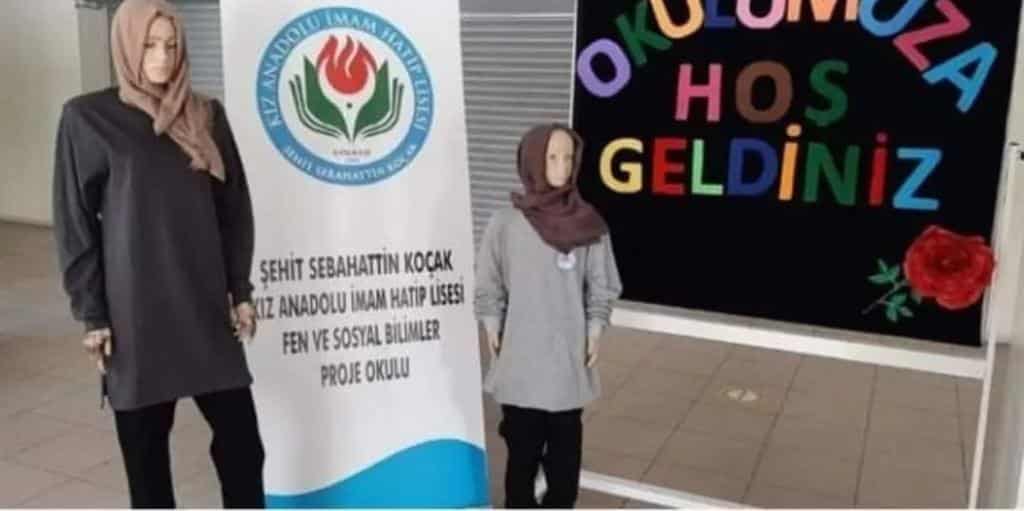 KIZ ANADOLU İMAM HATİP LİSESİ
ŞEHİT SEBAHATTİN KOÇAK
ŞEHİT SEBAHATTİN KOÇAK
KIZ ANADOLU İMAM HATİP LİSESİ
FEN VE SOSYAL BİLİMLER
PROJE OKULU
OKULUMUZA
HOŞ
GELDİNİZ